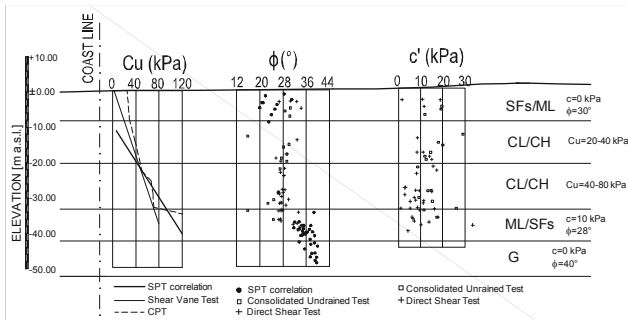 COAST LINE
Cu (kPa)
ϕ(°)
c' (kPa)
+10.00
0 40 80 120
12 20 28 36 44
0 10 20 30
±0.00
SFs/ML
c=0 kPa
ϕ=30°
-10.00
CL/CH
Cu=20-40 kPa
-20.00
CL/CH
Cu=40-80 kPa
-30.00
ML/SFs
c=10 kPa
ϕ=28°
-40.00
G
c=0 kPa
ϕ=40°
-50.00
ELEVATION [m a.s.l.]
SPT correlation
Shear Vane Test
CPT
SPT correlation
Consolidated Undrained Test
Direct Shear Test
Consolidated Unrained Test
Direct Shear Test